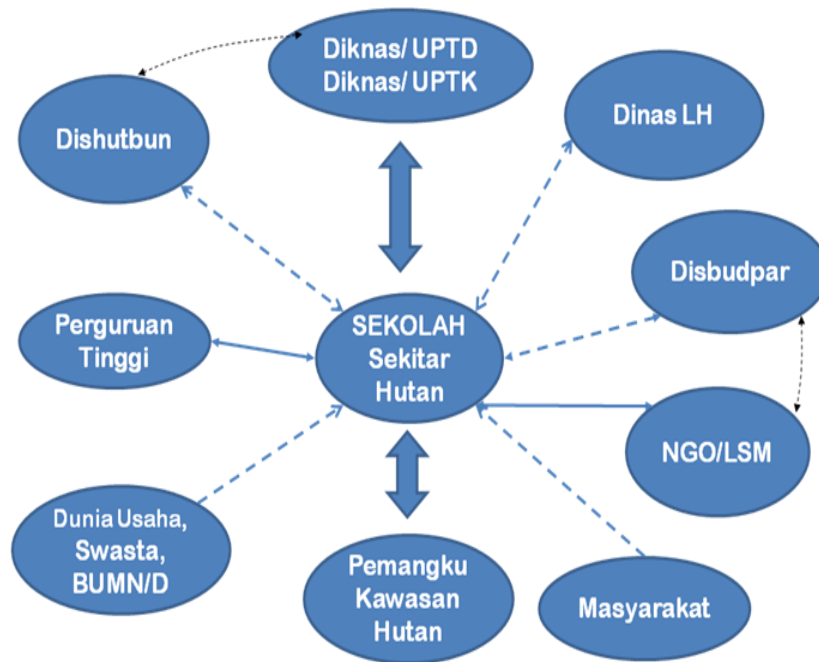 Diknas/ UPTD
Diknas/ UPTK
Dishutbun
Dinas LH
Disbudpar
Perguruan
Tinggi
SEKOLAH
Sekitar
Hutan
NGO/LSM
Dunia Usaha,
Swasta,
BUMN/D
Pemangku
Kawasan
Hutan
Masyarakat